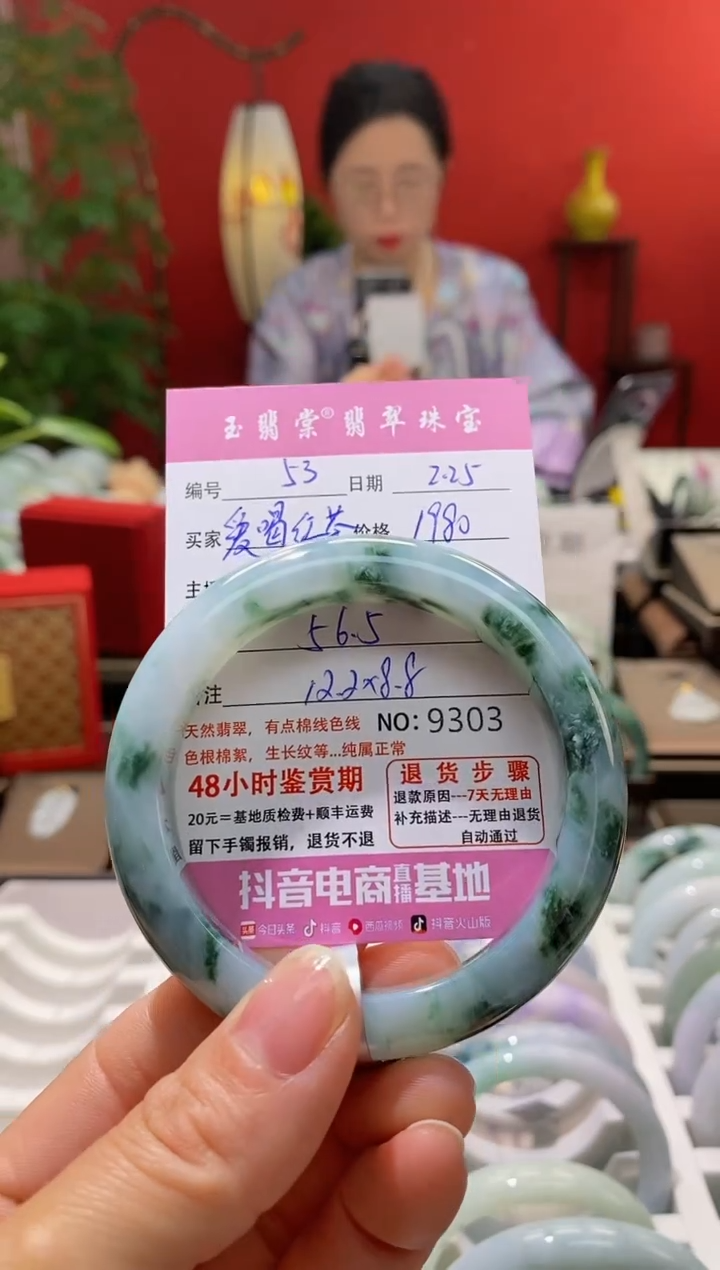 玉翡棠®翡翠珠宝
编号 53 日期 2.25
买家 爱喝红茶 价格 1980
主
56.5
注 12.2×8.8
天然翡翠，有点棉线色线 NO: 9303
色根棉絮，生长纹等...纯属正常
48小时鉴赏期
20元=基地质检费+顺丰运费
留下手镯报销，退货不退
退货步骤
退款原因---7天无理由
补充描述---无理由退货
自动通过
抖音电商直播基地
头条 今日头条 抖音 西瓜视频 抖音火山版